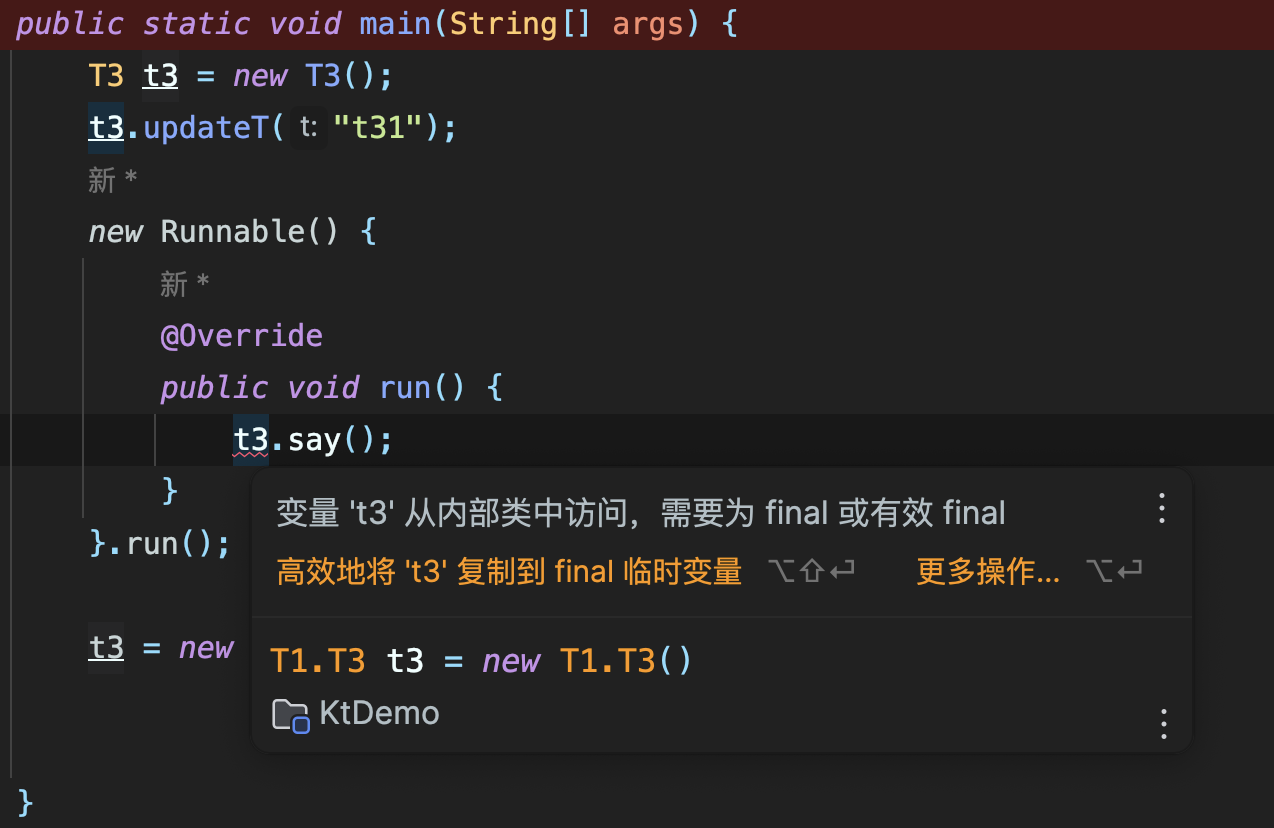 public static void main(String[] args) {
T3 t3 = new T3();
t3.updateT( t: "t31");
新 *
new Runnable() {
新 *
@Override
public void run() {
t3.say();
}
变量 't3' 从内部类中访问，需要为 final 或有效 final
高效地将 't3' 复制到 final 临时变量 ⌥⇧⏎ 更多操作... ⌥⏎
}.run();
t3 = new
T1.T3 t3 = new T1.T3()
KtDemo
}